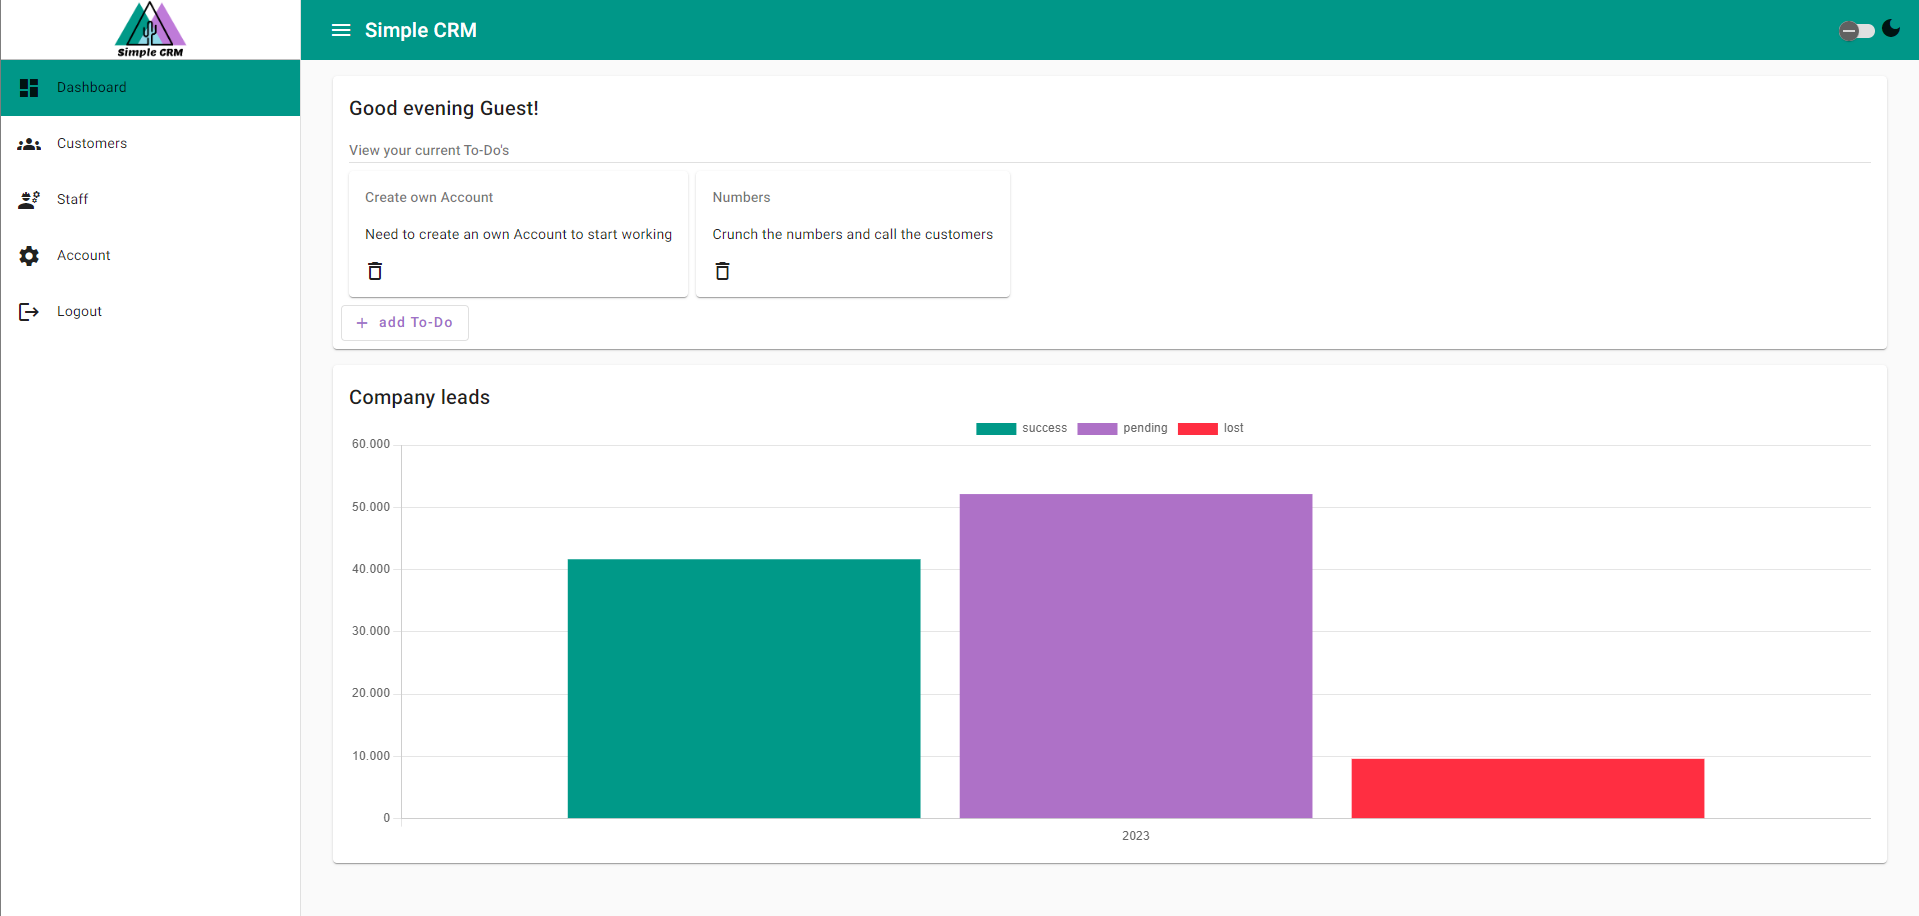 Simple CRM
Simple CRM
Dashboard
Customers
Staff
Account
Logout
Good evening Guest!
View your current To-Do's
Create own Account
Need to create an own Account to start working
Numbers
Crunch the numbers and call the customers
add To-Do
Company leads
success pending lost
60.000
50.000
40.000
30.000
20.000
10.000
0
2023